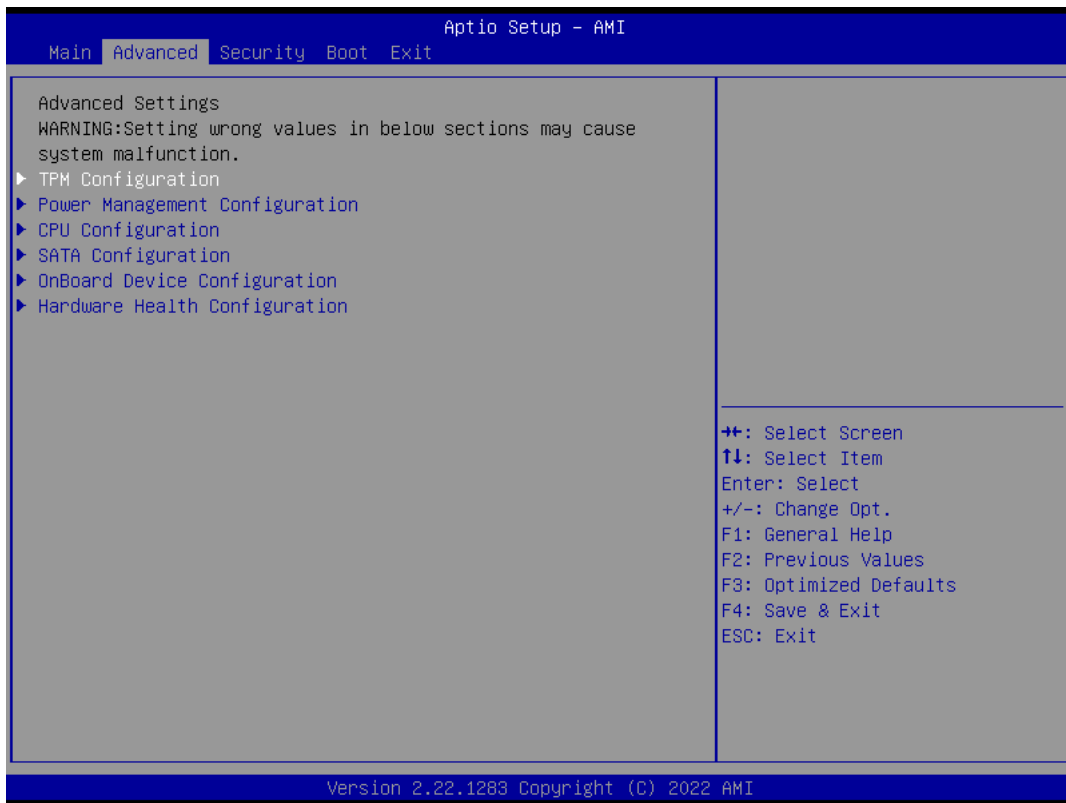 Aptio Setup – AMI
Main Advanced Security Boot Exit
Advanced Settings
WARNING:Setting wrong values in below sections may cause
system malfunction.
▶ TPM Configuration
▶ Power Management Configuration
▶ CPU Configuration
▶ SATA Configuration
▶ OnBoard Device Configuration
▶ Hardware Health Configuration
→←: Select Screen
↑↓: Select Item
Enter: Select
+/-: Change Opt.
F1: General Help
F2: Previous Values
F3: Optimized Defaults
F4: Save & Exit
ESC: Exit
Version 2.22.1283 Copyright (C) 2022 AMI